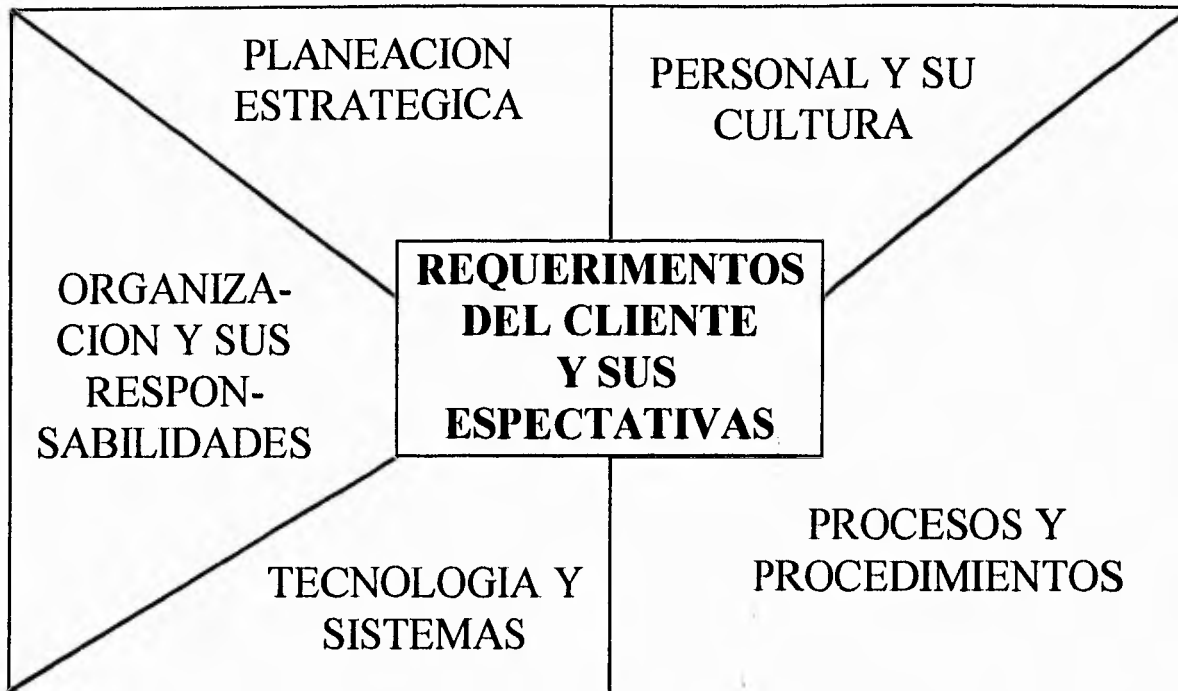 PLANEACION
ESTRATEGICA
PERSONAL Y SU
CULTURA
ORGANIZA-
CION Y SUS
RESPON-
SABILIDADES
REQUERIMENTOS
DEL CLIENTE
Y SUS
ESPECTATIVAS
PROCESOS Y
PROCEDIMIENTOS
TECNOLOGIA Y
SISTEMAS